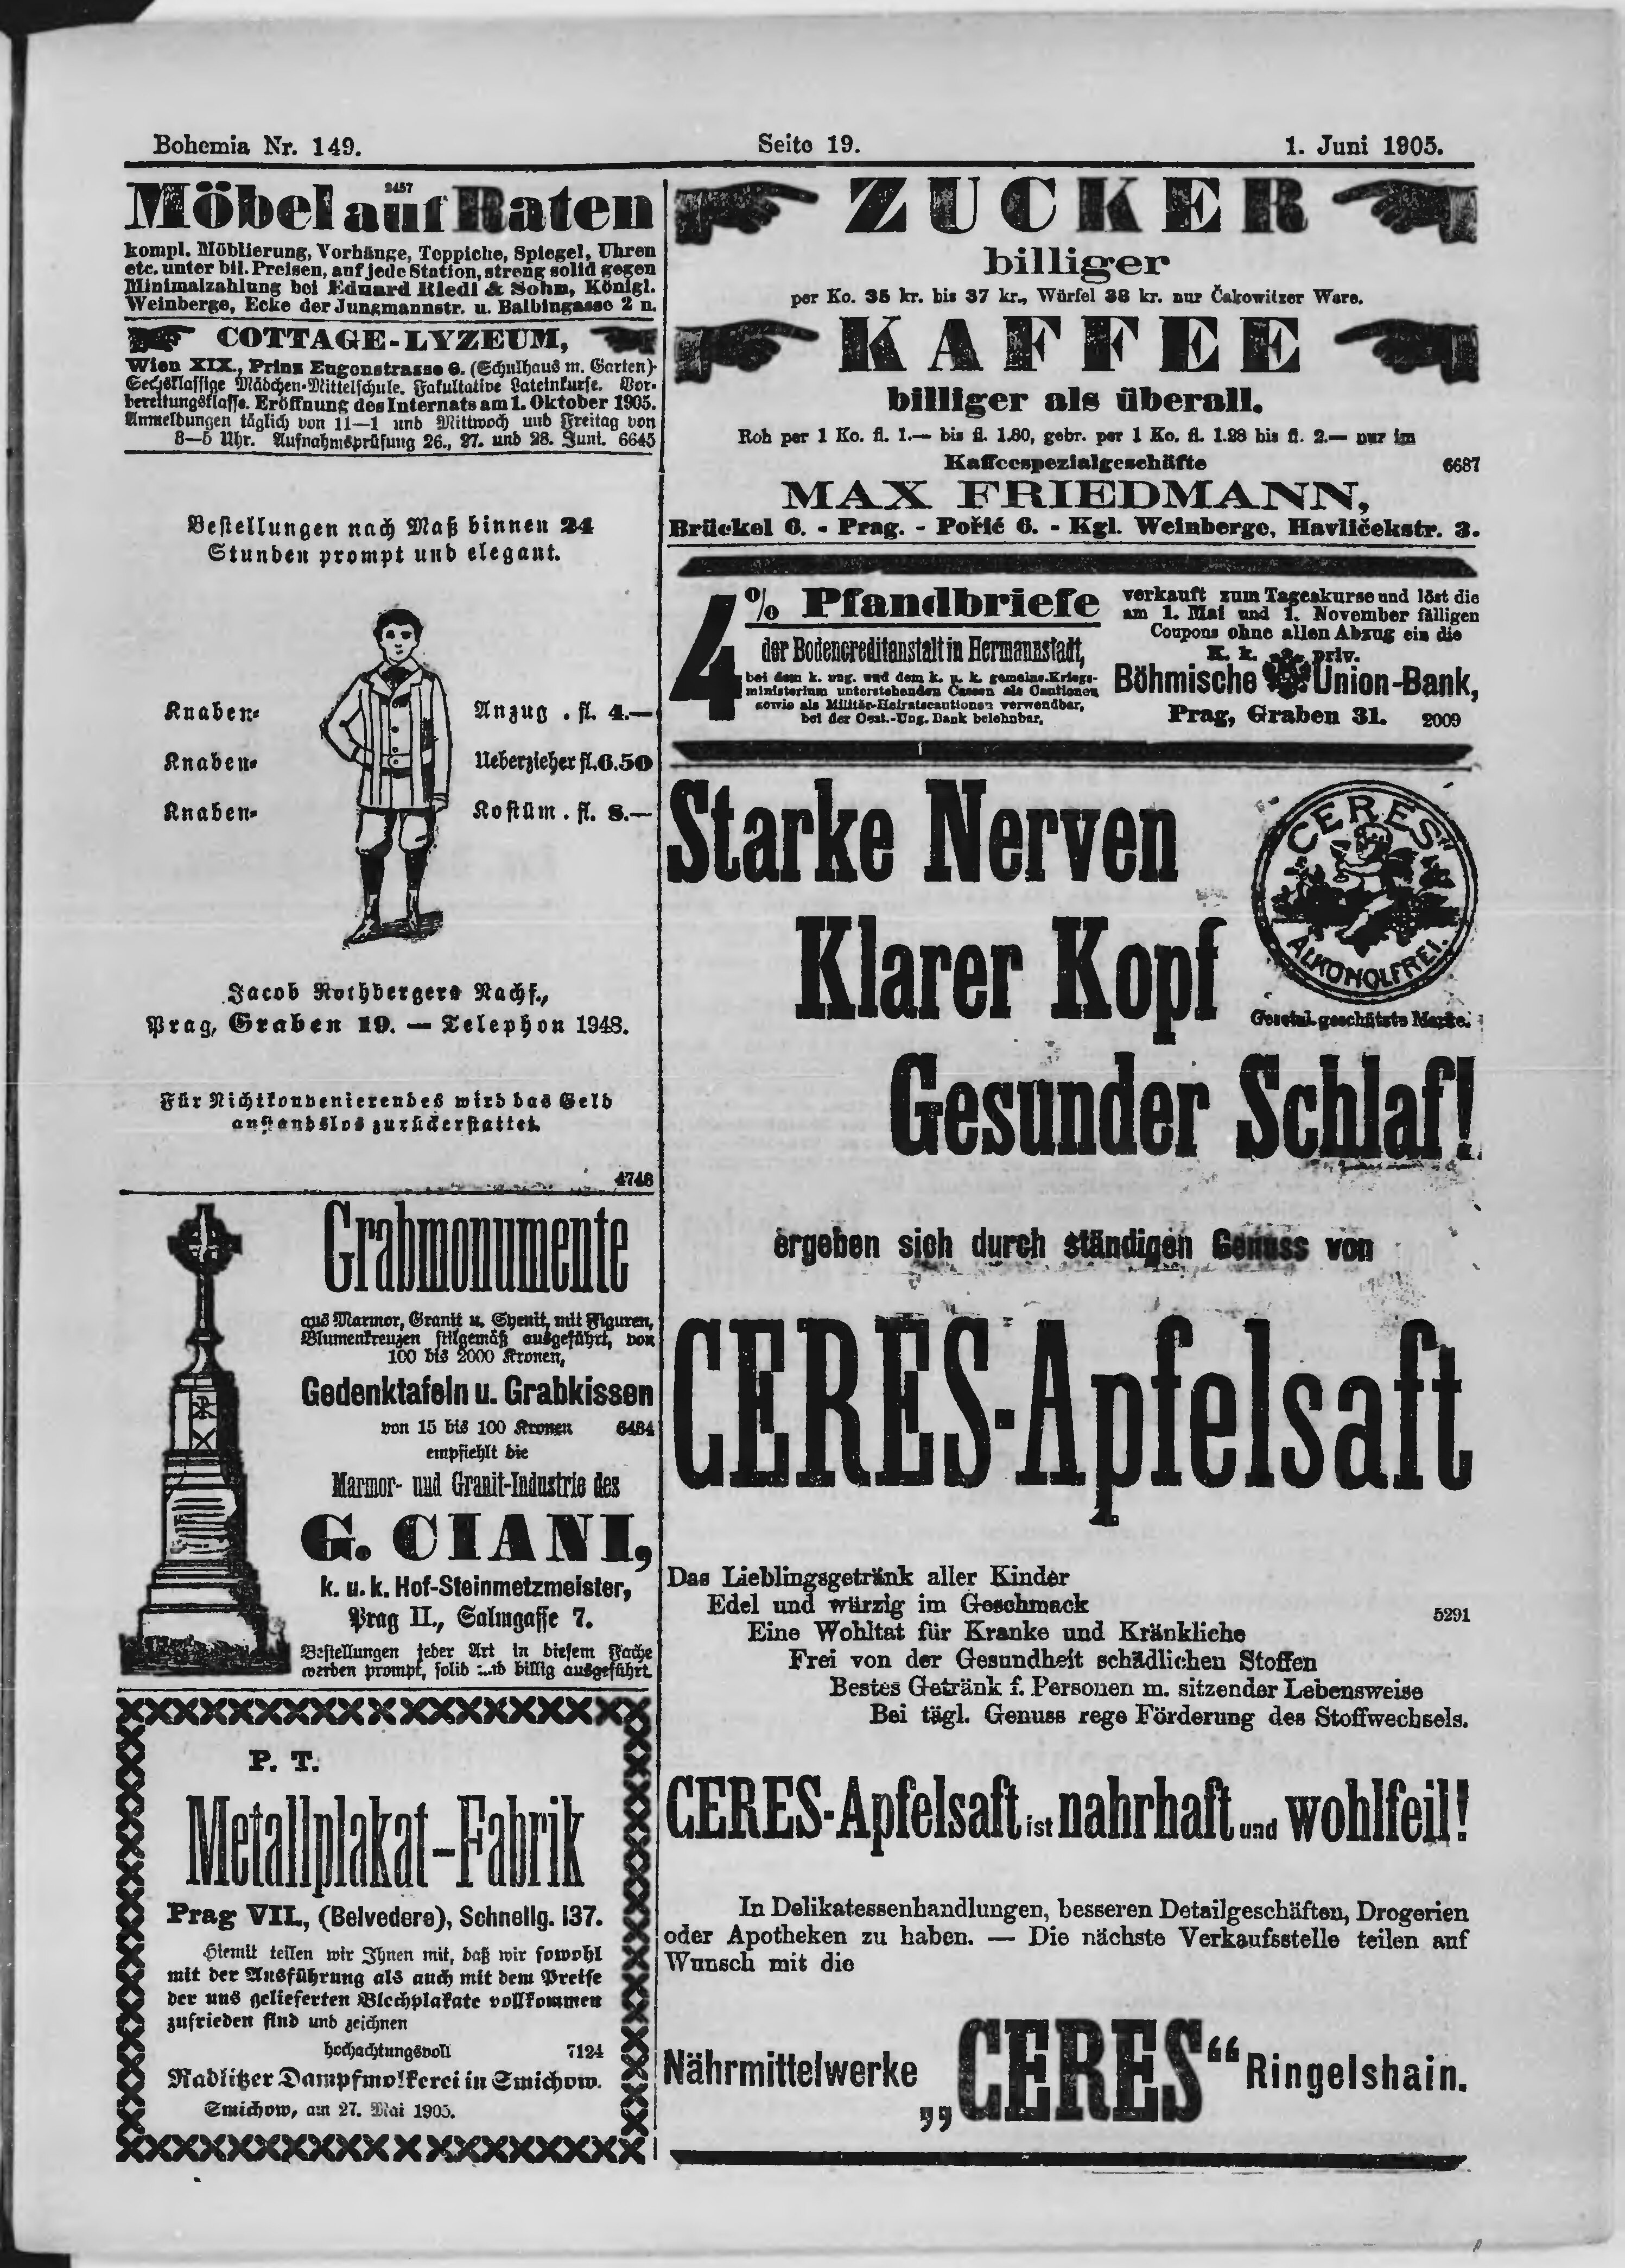 Bohemia Nr. 149.
Seite 19.
1. Juni 1905.
2457
Möbel auf Raten
kompl. Möblierung, Vorhänge, Teppiche, Spiegel, Uhren
etc. unter bil. Preisen, auf jede Station, streng solid gegen
Minimalzahlung bei Eduard Riedl & Sohn, Königl.
Weinberge, Ecke der Jungmannstr. u. Balbingasse 2 n.
COTTAGE-LYZEUM,
Wien XIX., Prinz Eugenstrasse 6. (Schulhaus m. Garten)
Sechsklassige Mädchen-Mittelschule. Fakultative Lateinkurse. Vor-
bereitungsklasse. Eröffnung des Internats am 1. Oktober 1905.
Anmeldungen täglich von 11—1 und Mittwoch und Freitag von
3—5 Uhr. Aufnahmsprüfung 26., 27. und 28. Juni. 6645
Bestellungen nach Maß binnen 24
Stunden prompt und elegant.
Knaben- Anzug . fl. 4.—
Knaben- Ueberzieher fl. 6.50
Knaben- Kostüm . fl. 8.—
Jacob Rothbergers Nachf.,
Prag, Graben 19. — Telephon 1948.
Für Nichtkonvenierendes wird das Geld
anstandslos zurückerstattet.
4748
Grabmonumente
aus Marmor, Granit u. Syenit, mit Figuren,
Blumenkreuzen stilgemäß ausgeführt, von
100 bis 2000 Kronen,
Gedenktafeln u. Grabkissen
von 15 bis 100 Kronen 6484
empfiehlt die
Marmor- und Granit-Industrie des
G. CIANI,
k. u. k. Hof-Steinmetzmeister,
Prag II., Salmgasse 7.
Bestellungen jeder Art in diesem Fache
werden prompt, solid und billig ausgeführt.
P. T.
Metallplakat-Fabrik
Prag VII., (Belvedere), Schnellg. 137.
Hiemit teilen wir Ihnen mit, daß wir sowohl
mit der Ausführung als auch mit dem Preise
der uns gelieferten Blechplakate vollkommen
zufrieden sind und zeichnen
hochachtungsvoll 7124
Radlitzer Dampfmolkerei in Smichow.
Smichow, am 27. Mai 1905.
ZUCKER
billiger
per Ko. 35 kr. bis 37 kr., Würfel 38 kr. nur Čakowitzer Ware.
KAFFEE
billiger als überall.
Roh per 1 Ko. fl. 1.— bis fl. 1.80, gebr. per 1 Ko. fl. 1.28 bis fl. 2.— nur im
Kaffeespezialgeschäfte 6687
MAX FRIEDMANN,
Brückel 6. - Prag. - Pořič 6. - Kgl. Weinberge, Havličekstr. 3.
4% Pfandbriefe
der Bodencreditanstalt in Hermannstadt,
bei dem k. ung. und dem k. u. k. gemeins. Kriegs-
ministerium unterstehenden Cassen als Cautionen
sowie als Militär-Heiratscautionen verwendbar,
bei der Oest.-Ung. Bank belehnbar,
verkauft zum Tageskurse und löst die
am 1. Mai und 1. November fälligen
Coupons ohne allen Abzug ein die
K. k. priv.
Böhmische Union-Bank,
Prag, Graben 31. 2009
Starke Nerven
Klarer Kopf
Gesunder Schlaf!
„CERES“
ALKOHOLFREI.
Gesetzl. geschützte Marke.
ergeben sich durch ständigen Genuss von
CERES-Apfelsaft
Das Lieblingsgetränk aller Kinder
Edel und würzig im Geschmack
5291
Eine Wohltat für Kranke und Kränkliche
Frei von der Gesundheit schädlichen Stoffen
Bestes Getränk f. Personen m. sitzender Lebensweise
Bei tägl. Genuss rege Förderung des Stoffwechsels.
CERES-Apfelsaft ist nahrhaft und wohlfeil!
In Delikatessenhandlungen, besseren Detailgeschäften, Drogerien
oder Apotheken zu haben. — Die nächste Verkaufsstelle teilen auf
Wunsch mit die
Nährmittelwerke „CERES“ Ringelshain.